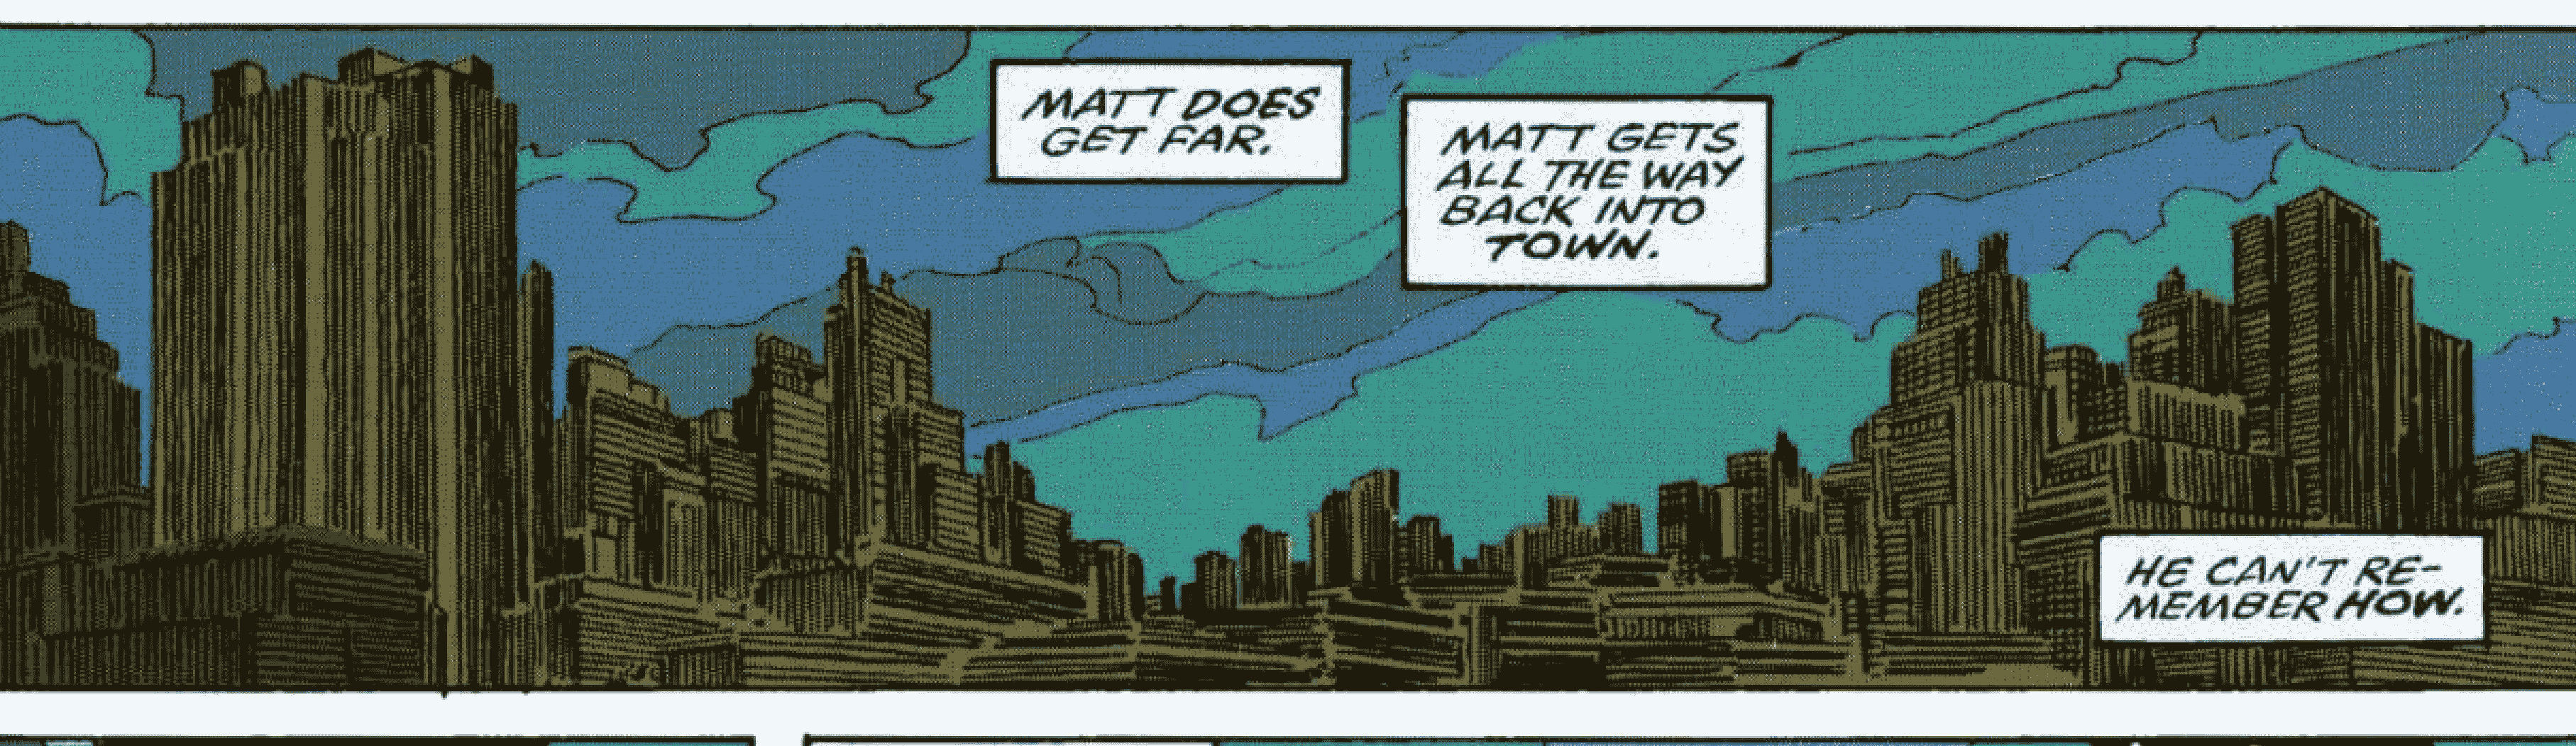 MATT DOES
GET FAR.
MATT GETS
ALL THE WAY
BACK INTO
TOWN.
HE CAN'T RE-
MEMBER HOW.